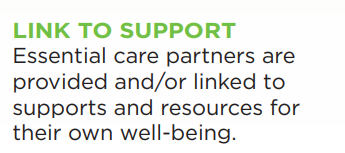 LINK TO SUPPORT
Essential care partners are
provided and/or linked to
supports and resources for
their own well-being.